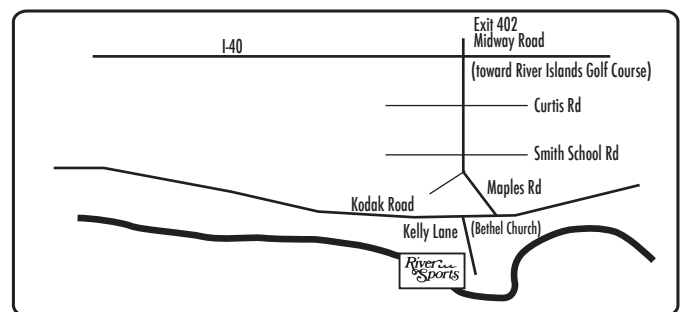 Exit 402
Midway Road
I-40
(toward River Islands Golf Course)
Curtis Rd
Smith School Rd
Maples Rd
Kodak Road
Kelly Lane
(Bethel Church)
River
Sports